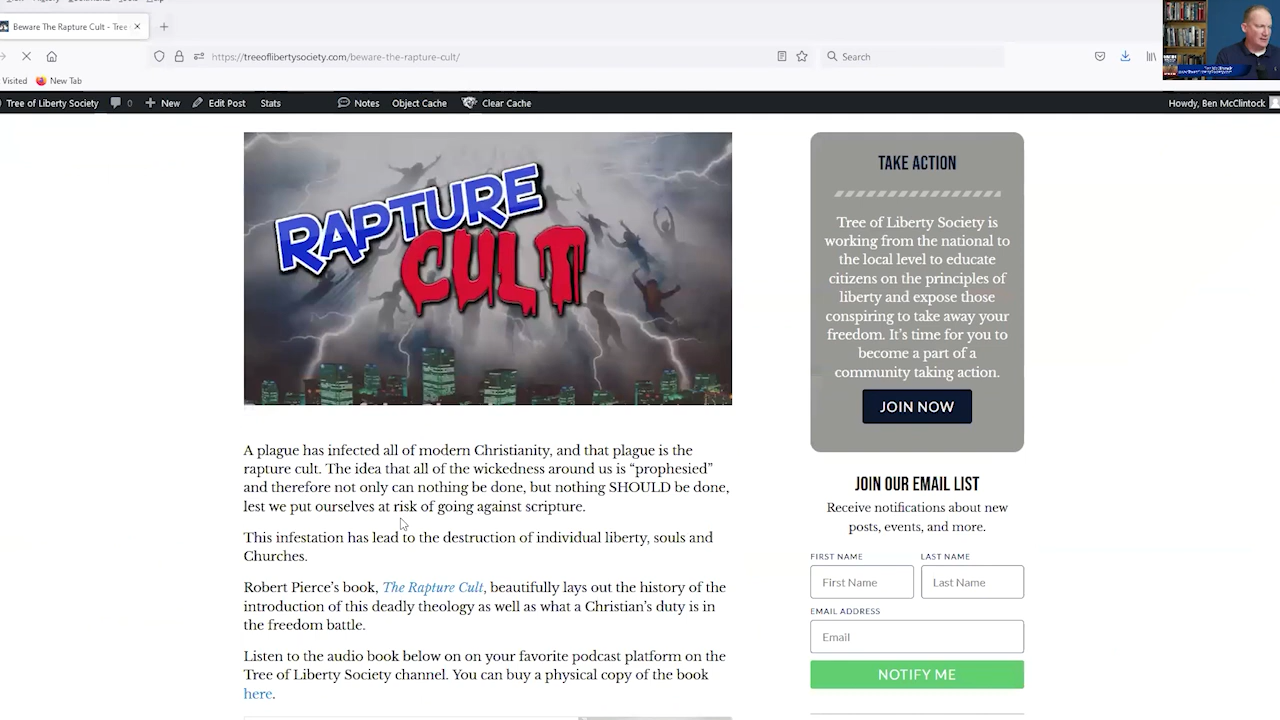 Beware The Rapture Cult - Tree
https://treeoflibertysociety.com/beware-the-rapture-cult/
Search
Visited
New Tab
Tree of Liberty Society
0
New
Edit Post
Stats
Notes
Object Cache
Clear Cache
Howdy, Ben McClintock
RAPTURE
CULT
A plague has infected all of modern Christianity, and that plague is the
rapture cult. The idea that all of the wickedness around us is “prophesied”
and therefore not only can nothing be done, but nothing SHOULD be done,
lest we put ourselves at risk of going against scripture.
This infestation has lead to the destruction of individual liberty, souls and
Churches.
Robert Pierce’s book, The Rapture Cult, beautifully lays out the history of the
introduction of this deadly theology as well as what a Christian’s duty is in
the freedom battle.
Listen to the audio book below on on your favorite podcast platform on the
Tree of Liberty Society channel. You can buy a physical copy of the book
here.
TAKE ACTION
Tree of Liberty Society is
working from the national to
the local level to educate
citizens on the principles of
liberty and expose those
conspiring to take away your
freedom. It’s time for you to
become a part of a
community taking action.
JOIN NOW
JOIN OUR EMAIL LIST
Receive notifications about new
posts, events, and more.
FIRST NAME
LAST NAME
First Name
Last Name
EMAIL ADDRESS
Email
NOTIFY ME